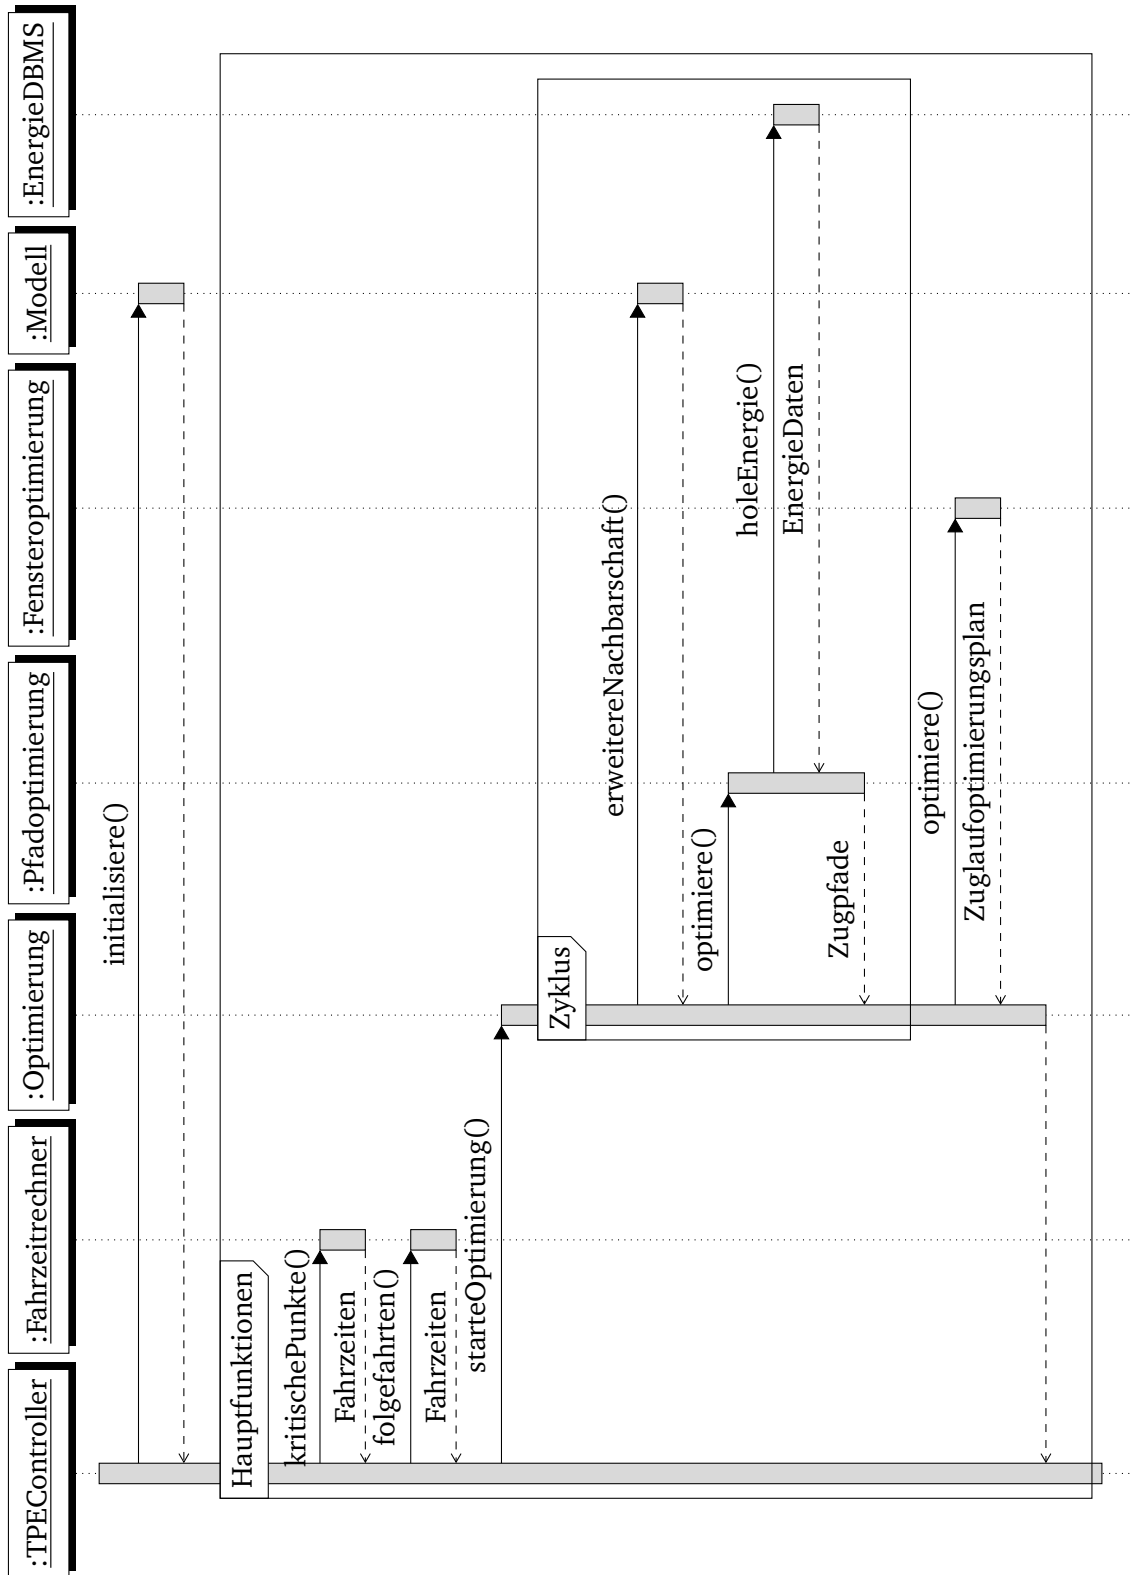 :TPEController
:Fahrzeitrechner
:Optimierung
:Pfadoptimierung
:Fensteroptimierung
:Modell
:EnergieDBMS
initialisiere()
Hauptfunktionen
kritischePunkte()
Fahrzeiten
folgefahrten()
Fahrzeiten
starteOptimierung()
Zyklus
erweitereNachbarschaft()
optimiere()
holeEnergie()
EnergieDaten
Zugpfade
optimiere()
Zuglaufoptimierungsplan